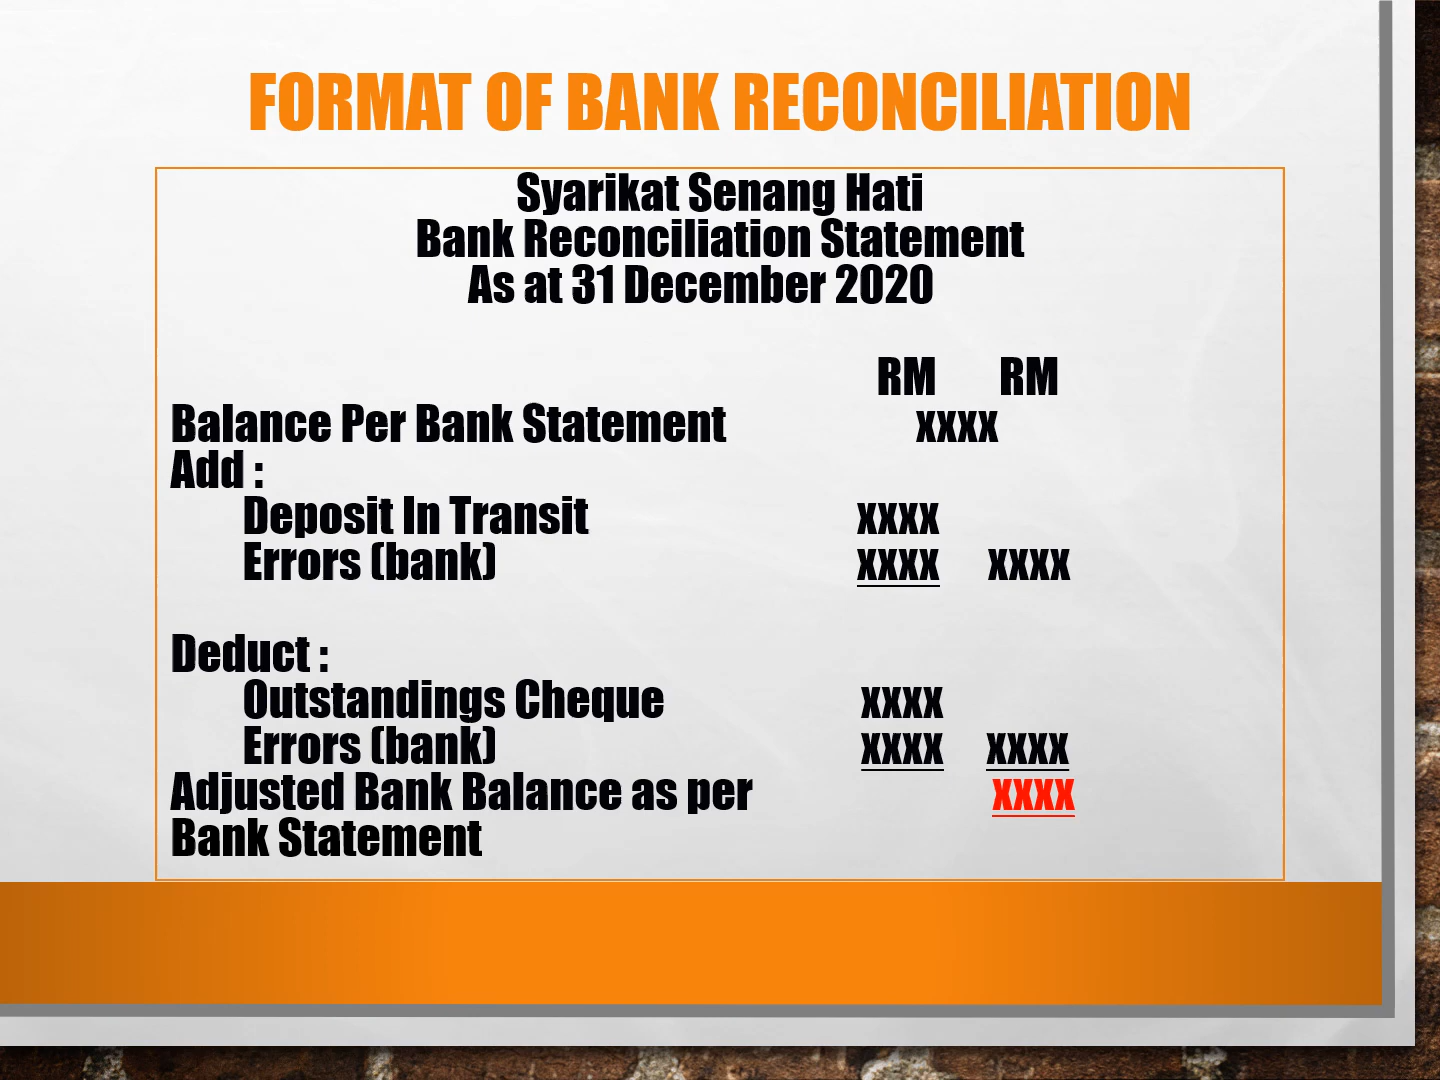 FORMAT OF BANK RECONCILIATION
Syarikat Senang Hati
Bank Reconciliation Statement
As at 31 December 2020
RM RM
Balance Per Bank Statement xxxx
Add :
Deposit In Transit xxxx
Errors (bank) xxxx xxxx
Deduct :
Outstandings Cheque xxxx
Errors (bank) xxxx xxxx
Adjusted Bank Balance as per xxxx
Bank Statement